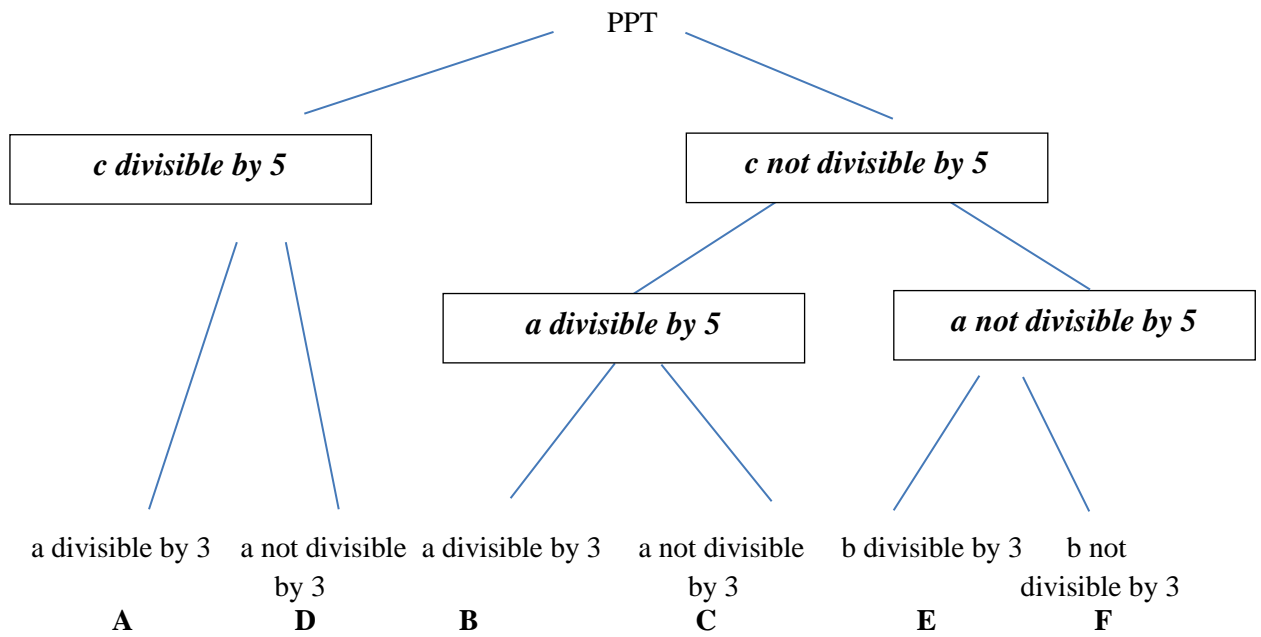 PPT
c divisible by 5
c not divisible by 5
a divisible by 5
a not divisible by 5
a divisible by 3
a not divisible
by 3
a divisible by 3
a not divisible
by 3
b divisible by 3
b not
divisible by 3
A
D
B
C
E
F